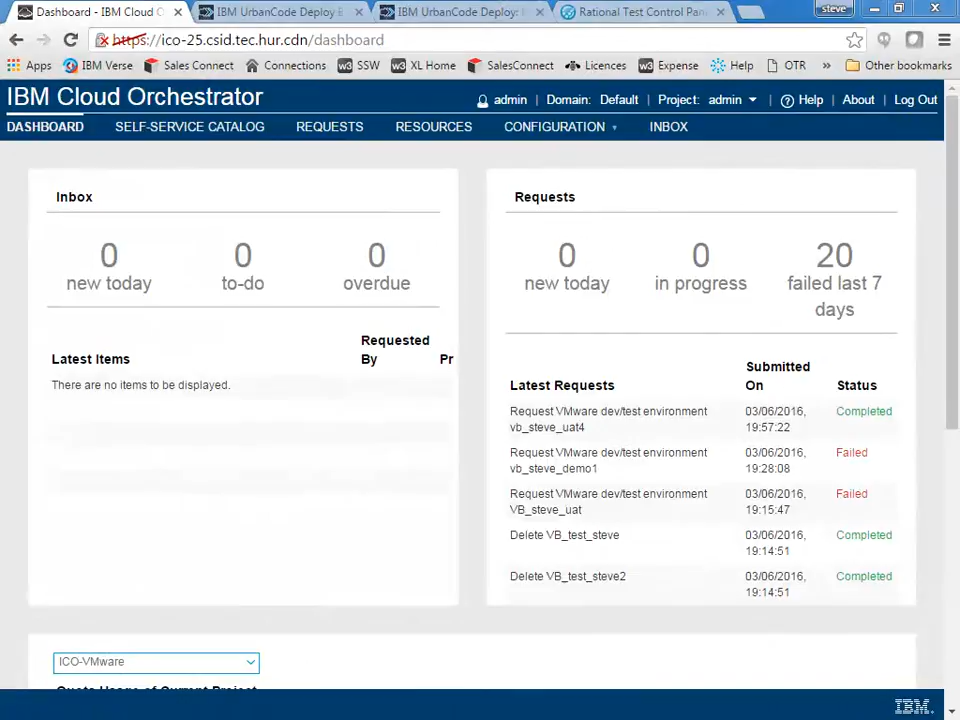 Dashboard - IBM Cloud O
IBM UrbanCode Deploy E
IBM UrbanCode Deploy:
Rational Test Control Pan
steve
https://ico-25.csid.tec.hur.cdn/dashboard
Apps
IBM Verse
Sales Connect
Connections
w3 SSW
w3 XL Home
SalesConnect
Licences
w3 Expense
Help
OTR
»
Other bookmarks
IBM Cloud Orchestrator
admin | Domain: Default | Project: admin | Help | About | Log Out
DASHBOARD SELF-SERVICE CATALOG REQUESTS RESOURCES CONFIGURATION INBOX
Inbox
0 0 0
new today to-do overdue
Requested
Latest Items By Pr
There are no items to be displayed.
Requests
0 0 20
new today in progress failed last 7
days
Submitted
Latest Requests On Status
Request VMware dev/test environment 03/06/2016, Completed
vb_steve_uat4 19:57:22
Request VMware dev/test environment 03/06/2016, Failed
vb_steve_demo1 19:28:08
Request VMware dev/test environment 03/06/2016, Failed
VB_steve_uat 19:15:47
Delete VB_test_steve 03/06/2016, Completed
19:14:51
Delete VB_test_steve2 03/06/2016, Completed
19:14:51
ICO-VMware
Quota Usage of Current Project
IBM.